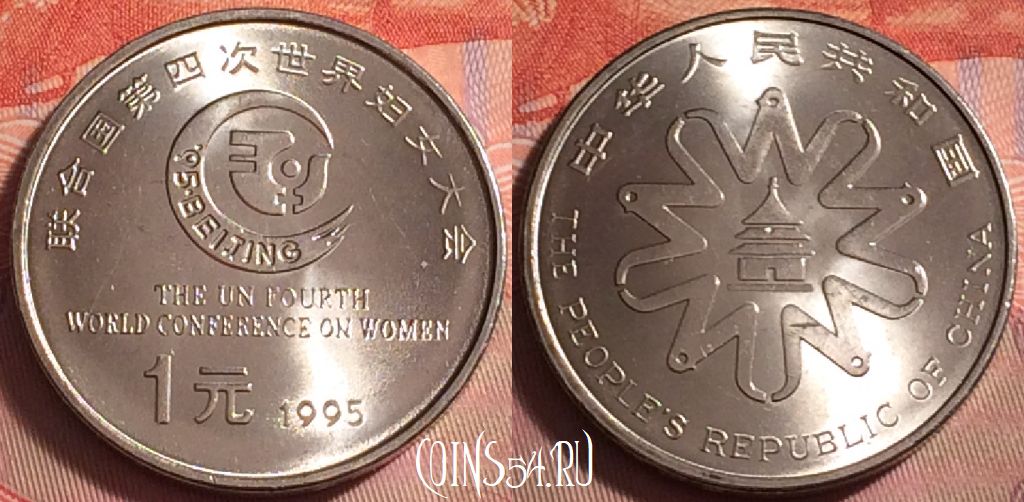 联合国第四次世界妇女大会
'95·BEIJING
THE UN FOURTH
WORLD CONFERENCE ON WOMEN
1元 1995
中华人民共和国
THE PEOPLE'S REPUBLIC OF CHINA
COINS54.RU